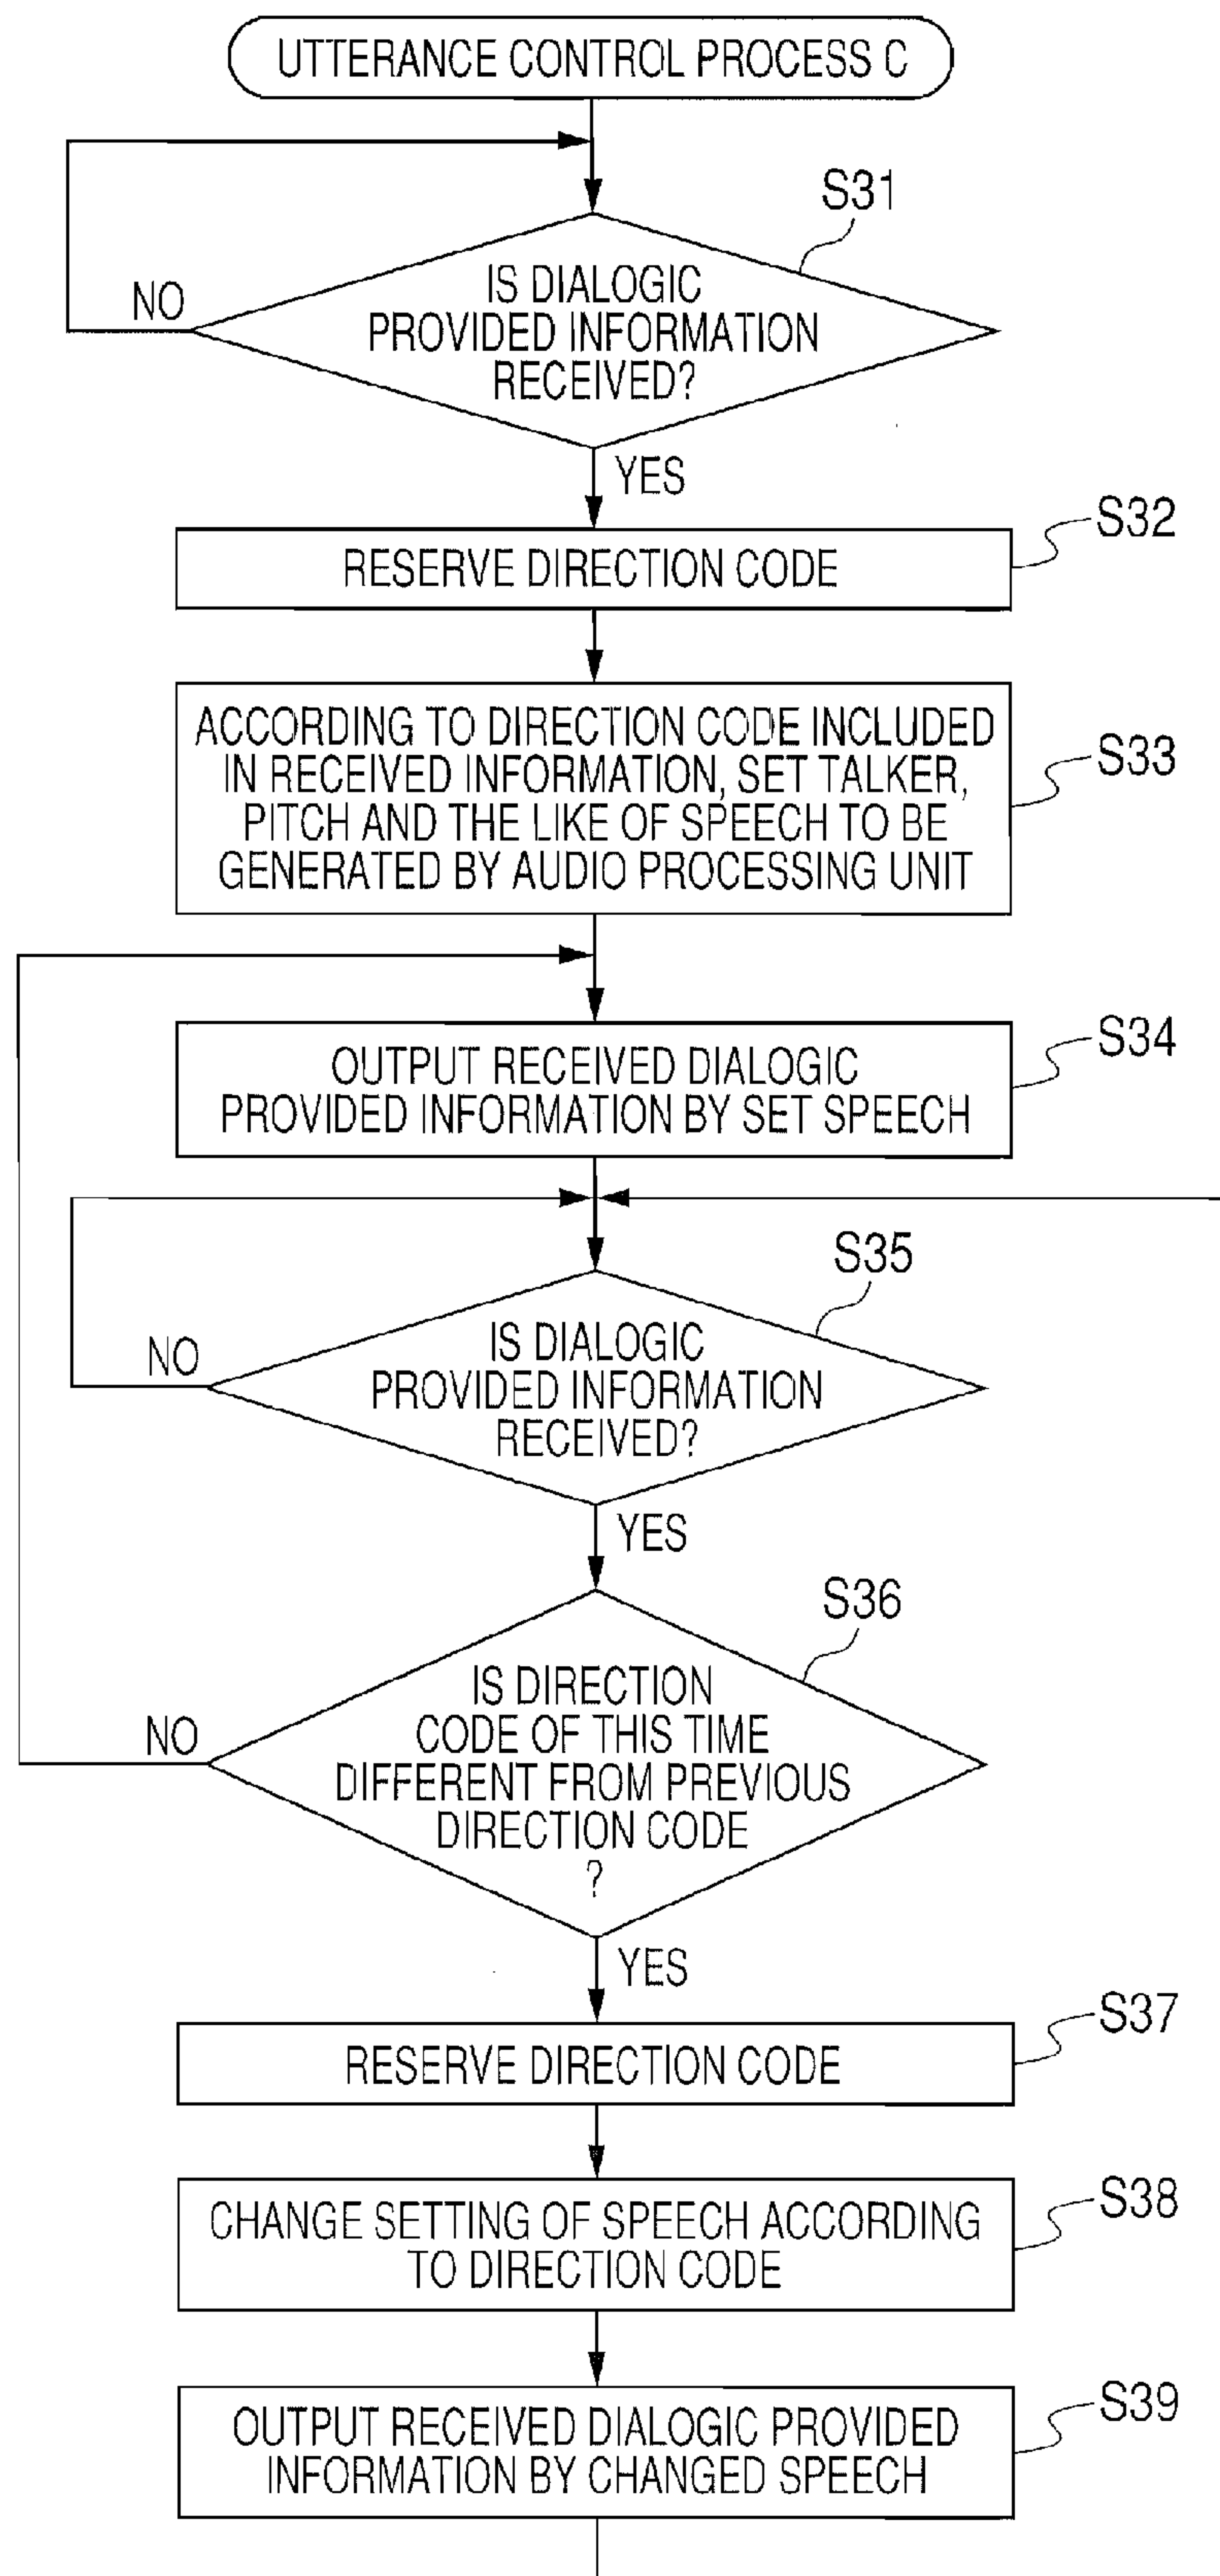 UTTERANCE CONTROL PROCESS C
S31
IS DIALOGIC
PROVIDED INFORMATION
RECEIVED?
NO
YES
S32
RESERVE DIRECTION CODE
S33
ACCORDING TO DIRECTION CODE INCLUDED
IN RECEIVED INFORMATION, SET TALKER,
PITCH AND THE LIKE OF SPEECH TO BE
GENERATED BY AUDIO PROCESSING UNIT
S34
OUTPUT RECEIVED DIALOGIC
PROVIDED INFORMATION BY SET SPEECH
S35
IS DIALOGIC
PROVIDED INFORMATION
RECEIVED?
NO
YES
S36
IS DIRECTION
CODE OF THIS TIME
DIFFERENT FROM PREVIOUS
DIRECTION CODE
?
NO
YES
S37
RESERVE DIRECTION CODE
S38
CHANGE SETTING OF SPEECH ACCORDING
TO DIRECTION CODE
S39
OUTPUT RECEIVED DIALOGIC PROVIDED
INFORMATION BY CHANGED SPEECH